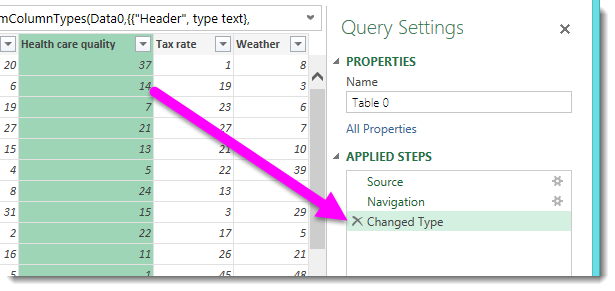 mColumnTypes(Data0,{{"Header", type text},
Health care quality Tax rate Weather
20 37 1 8
6 14 19 3
19 7 23 6
27 21 27 7
15 13 21 10
4 5 22 39
8 24 13
31 15 3 29
2 22 17 5
16 11 26 21
5 1 45 48
Query Settings
PROPERTIES
Name
Table 0
All Properties
APPLIED STEPS
Source
Navigation
Changed Type